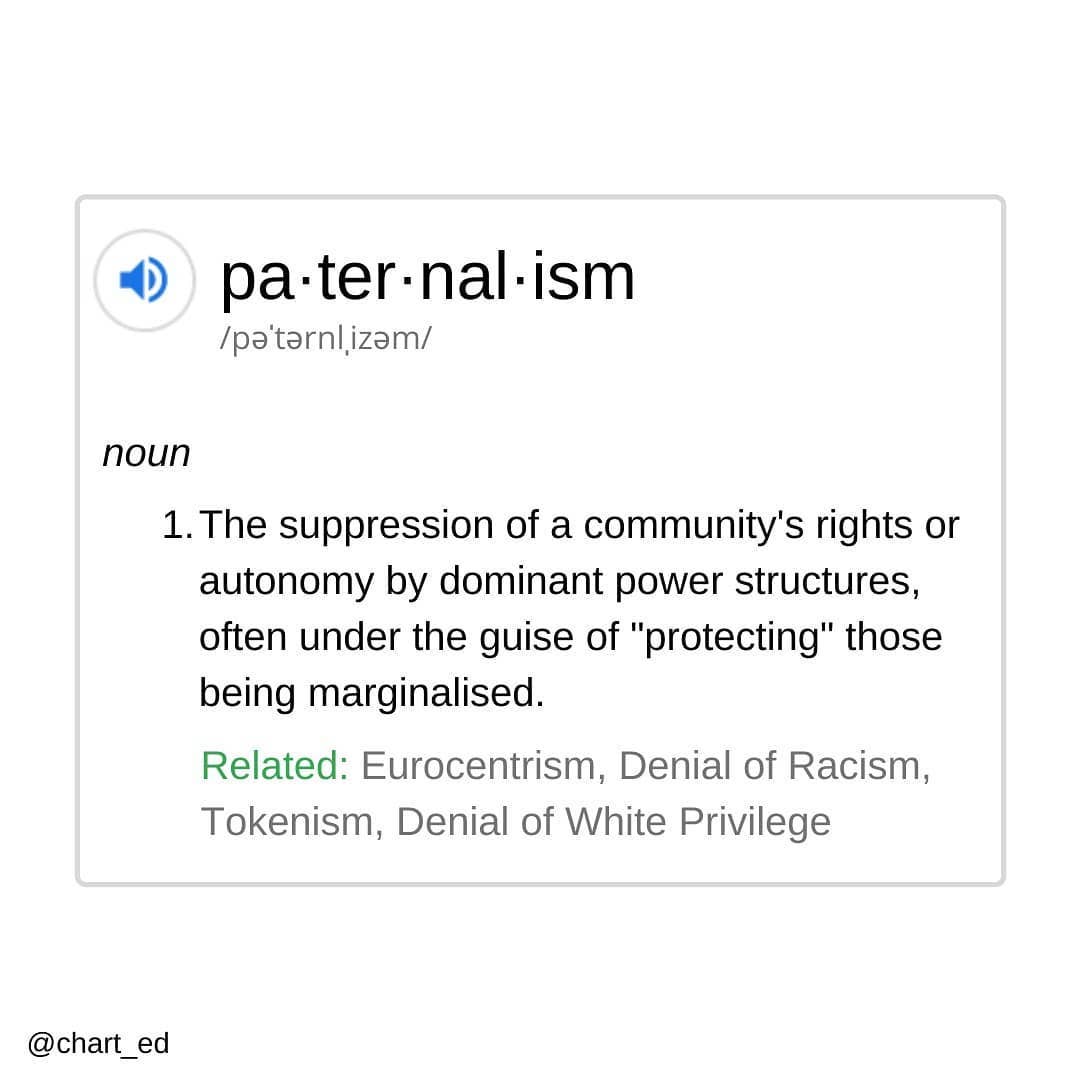 pa·ter·nal·ism
/pəˈtərnlˌizəm/
noun
1. The suppression of a community's rights or
autonomy by dominant power structures,
often under the guise of "protecting" those
being marginalised.
Related: Eurocentrism, Denial of Racism,
Tokenism, Denial of White Privilege
@chart_ed